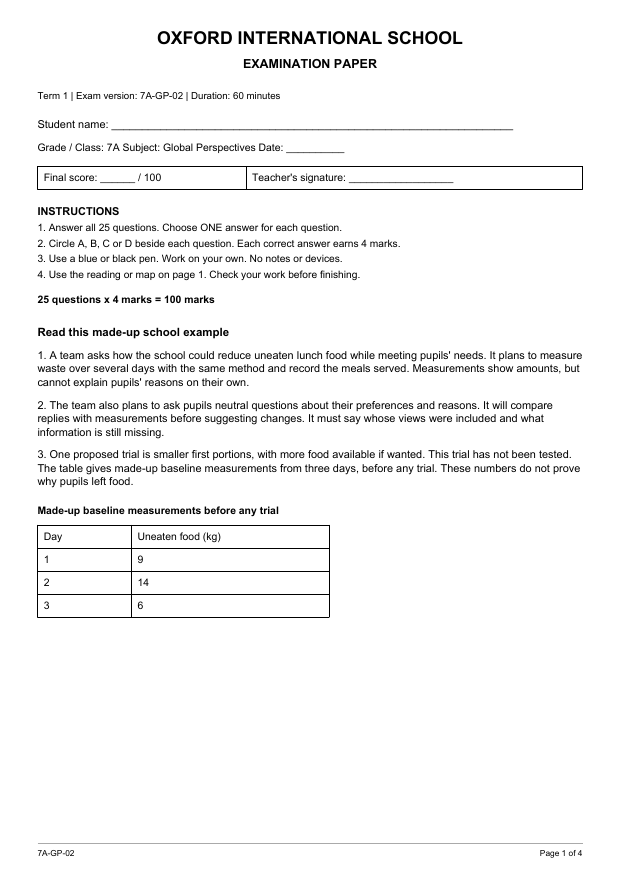 OXFORD INTERNATIONAL SCHOOL
EXAMINATION PAPER
Term 1 | Exam version: 7A-GP-02 | Duration: 60 minutes
Student name: ____________________________________________________________________
Grade / Class: 7A Subject: Global Perspectives Date: __________
Final score: ______ / 100 Teacher's signature: __________________
INSTRUCTIONS
1. Answer all 25 questions. Choose ONE answer for each question.
2. Circle A, B, C or D beside each question. Each correct answer earns 4 marks.
3. Use a blue or black pen. Work on your own. No notes or devices.
4. Use the reading or map on page 1. Check your work before finishing.
25 questions x 4 marks = 100 marks
Read this made-up school example
1. A team asks how the school could reduce uneaten lunch food while meeting pupils' needs. It plans to measure
waste over several days with the same method and record the meals served. Measurements show amounts, but
cannot explain pupils' reasons on their own.
2. The team also plans to ask pupils neutral questions about their preferences and reasons. It will compare
replies with measurements before suggesting changes. It must say whose views were included and what
information is still missing.
3. One proposed trial is smaller first portions, with more food available if wanted. This trial has not been tested.
The table gives made-up baseline measurements from three days, before any trial. These numbers do not prove
why pupils left food.
Made-up baseline measurements before any trial
Day Uneaten food (kg)
1 9
2 14
3 6
7A-GP-02 Page 1 of 4